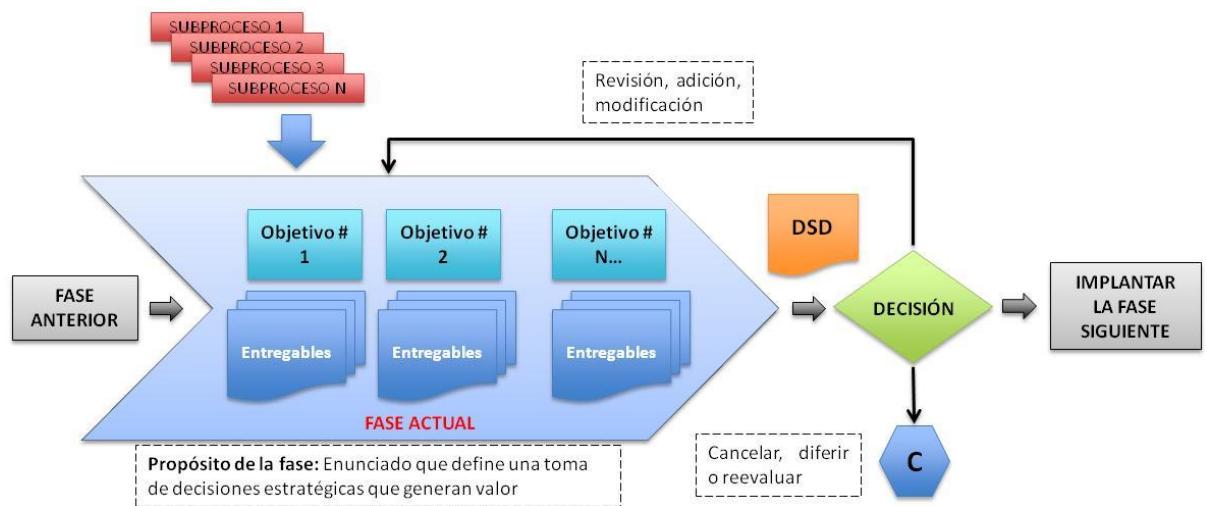 SUBPROCESO 1
SUBPROCESO 2
SUBPROCESO 3
SUBPROCESO N
Revisión, adición,
modificación
Objetivo #
1
Objetivo #
2
Objetivo #
N...
DSD
FASE
ANTERIOR
Entregables
Entregables
Entregables
DECISIÓN
IMPLANTAR
LA FASE
SIGUIENTE
FASE ACTUAL
Propósito de la fase: Enunciado que define una toma
de decisiones estratégicas que generan valor
Cancelar, diferir
o reevaluar
C